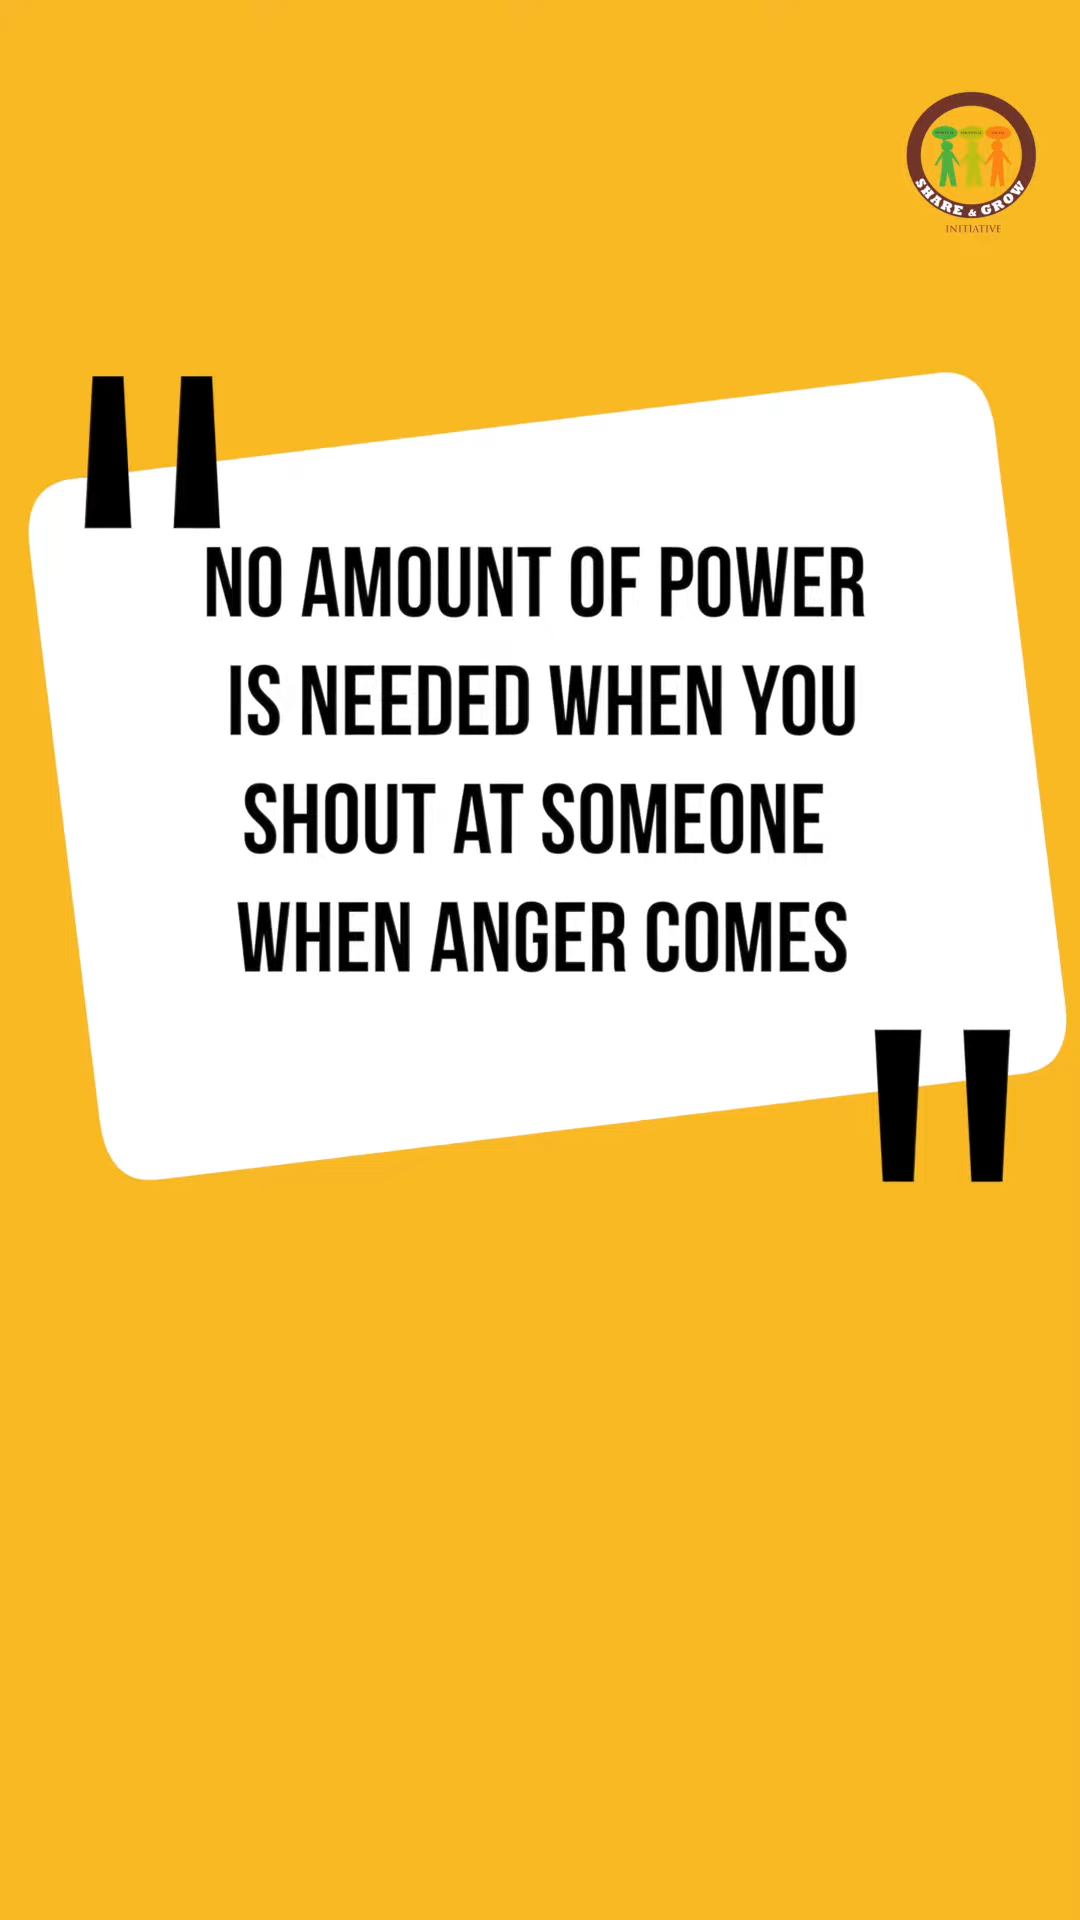 SHARE & GROW
INITIATIVE
"
NO AMOUNT OF POWER
IS NEEDED WHEN YOU
SHOUT AT SOMEONE
WHEN ANGER COMES
"